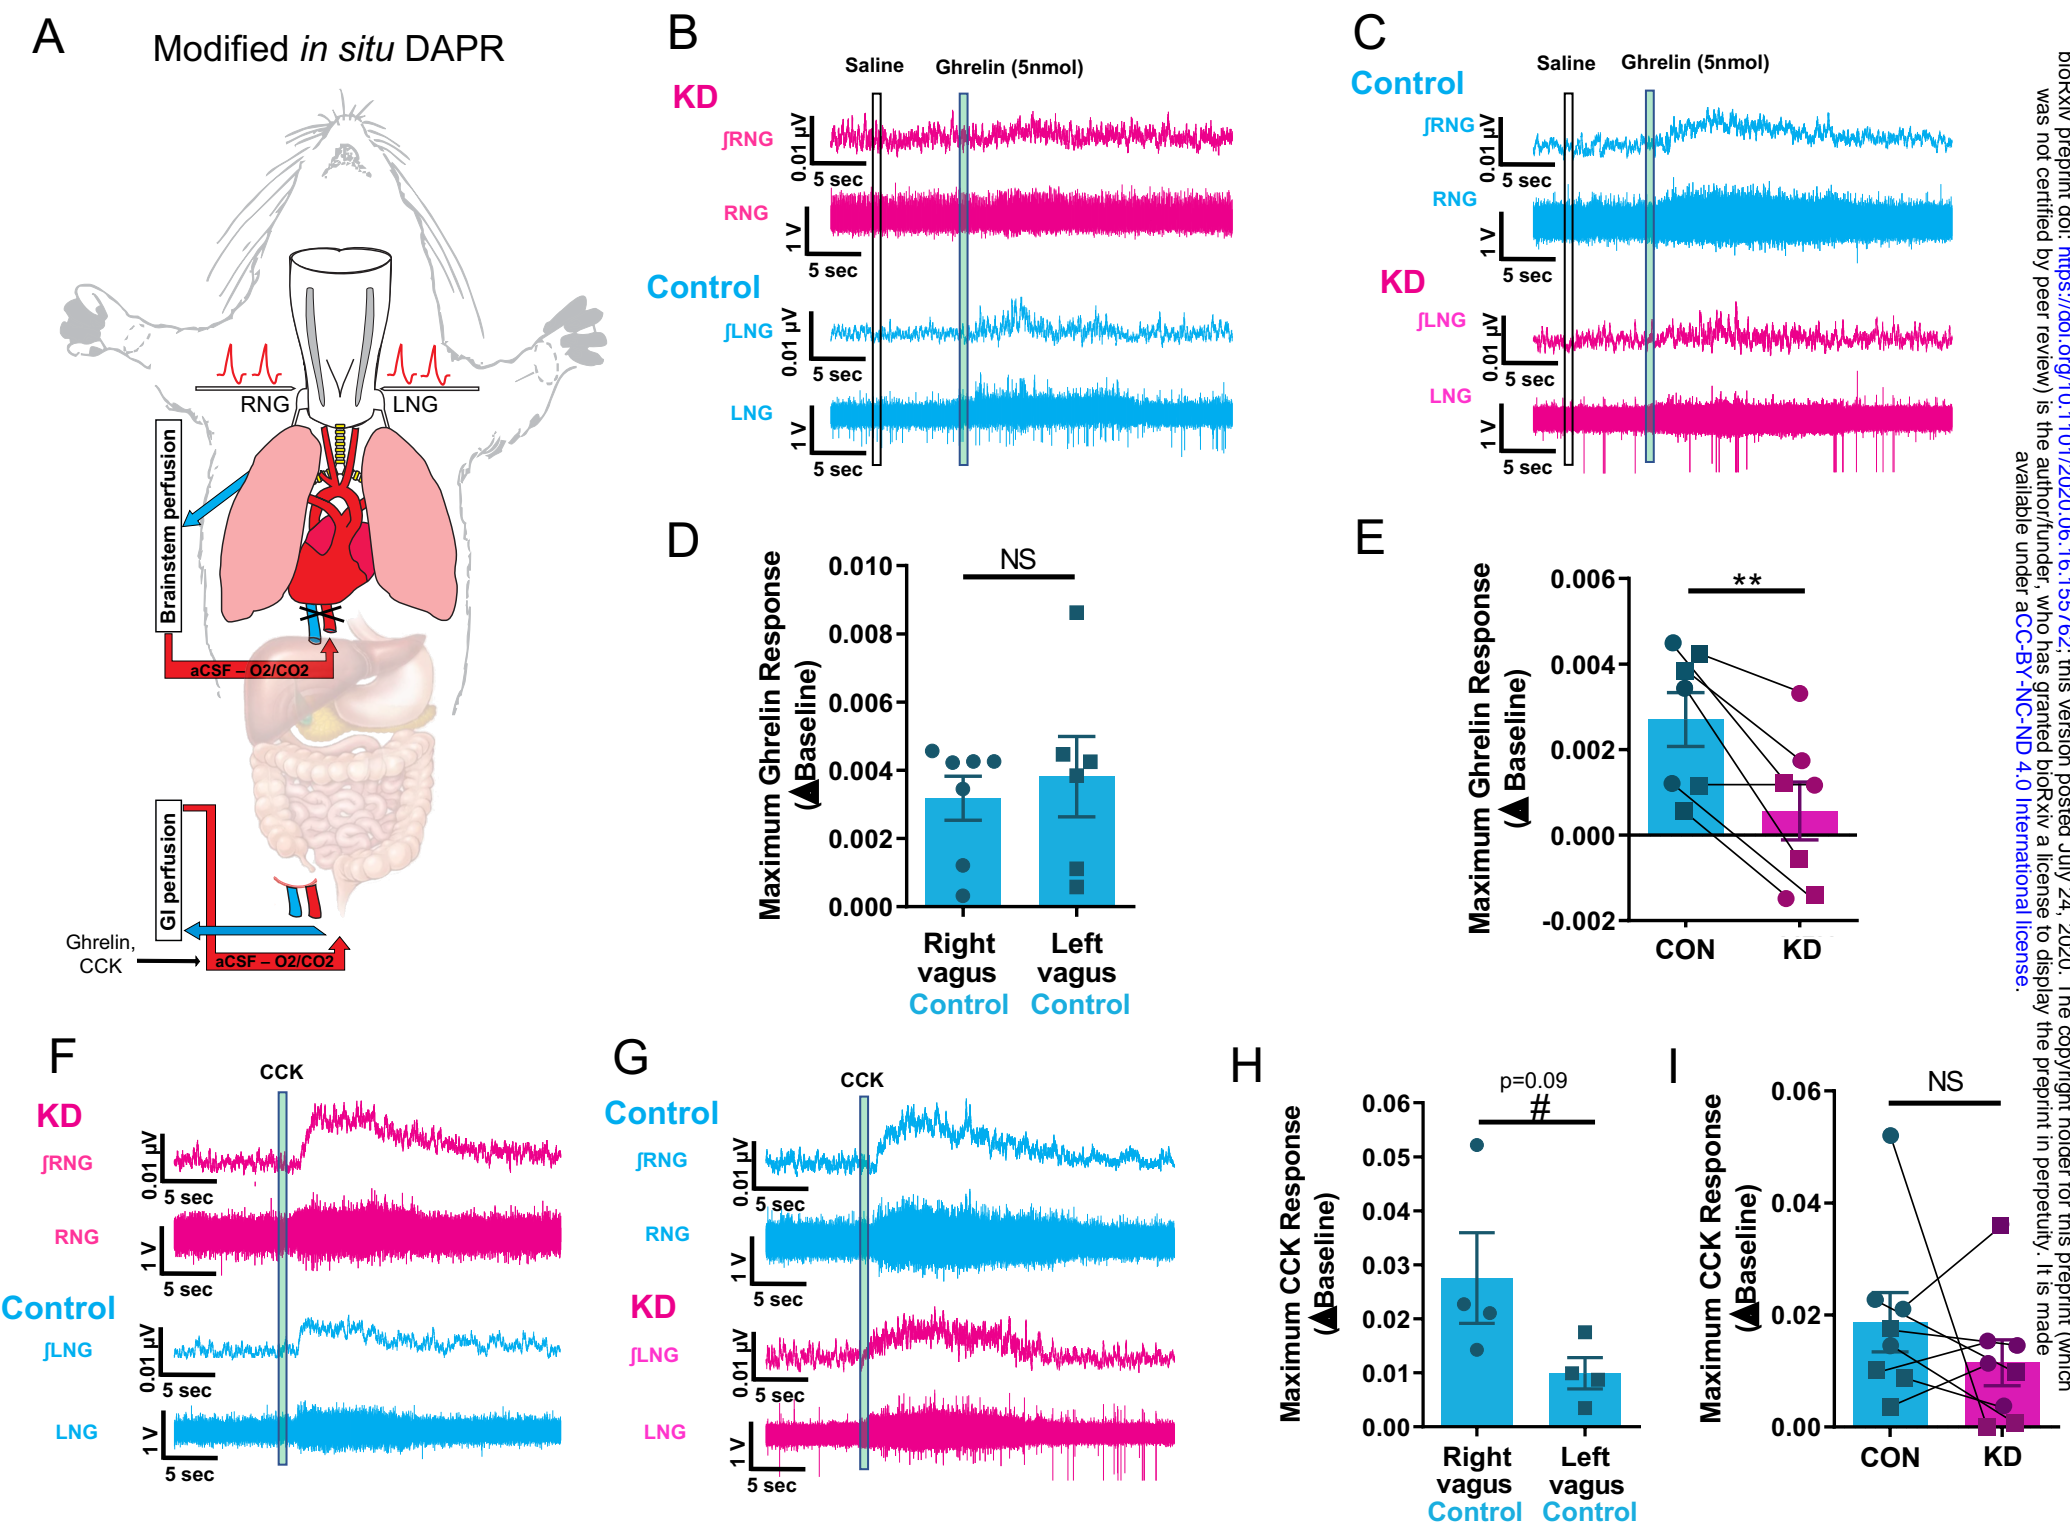 A
Modified in situ DAPR
RNG
LNG
Brainstem perfusion
aCSF – O2/CO2
GI perfusion
Ghrelin,
CCK
aCSF – O2/CO2
B
Saline
Ghrelin (5nmol)
KD
∫RNG
0.01 µV
5 sec
RNG
1 V
5 sec
Control
∫LNG
0.01 µV
5 sec
LNG
1 V
5 sec
C
Saline
Ghrelin (5nmol)
Control
∫RNG
0.01 µV
5 sec
RNG
1 V
5 sec
KD
∫LNG
0.01 µV
5 sec
LNG
1 V
5 sec
D
Maximum Ghrelin Response
(▲Baseline)
NS
0.010
0.008
0.006
0.004
0.002
0.000
Right
vagus
Control
Left
vagus
Control
E
Maximum Ghrelin Response
(▲ Baseline)
**
0.006
0.004
0.002
0.000
-0.002
CON
KD
F
CCK
KD
∫RNG
0.01 µV
5 sec
RNG
1 V
5 sec
Control
∫LNG
0.01 µV
5 sec
LNG
1 V
5 sec
G
CCK
Control
∫RNG
0.01 µV
5 sec
RNG
1 V
5 sec
KD
∫LNG
0.01 µV
5 sec
LNG
1 V
5 sec
H
Maximum CCK Response
(▲Baseline)
p=0.09
#
0.06
0.05
0.04
0.03
0.02
0.01
0.00
Right
vagus
Control
Left
vagus
Control
I
Maximum CCK Response
(▲Baseline)
NS
0.06
0.04
0.02
0.00
CON
KD
bioRxiv preprint doi: https://doi.org/10.1101/2020.06.16.155762; this version posted July 24, 2020. The copyright holder for this preprint (which
was not certified by peer review) is the author/funder, who has granted bioRxiv a license to display the preprint in perpetuity. It is made
available under aCC-BY-NC-ND 4.0 International license.